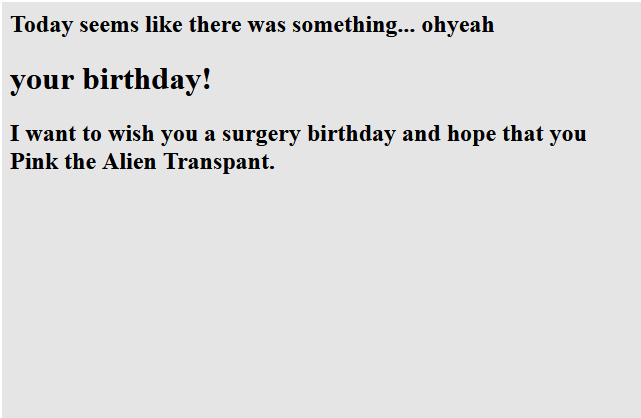 Today seems like there was something... ohyeah
your birthday!
I want to wish you a surgery birthday and hope that you
Pink the Alien Transpant.